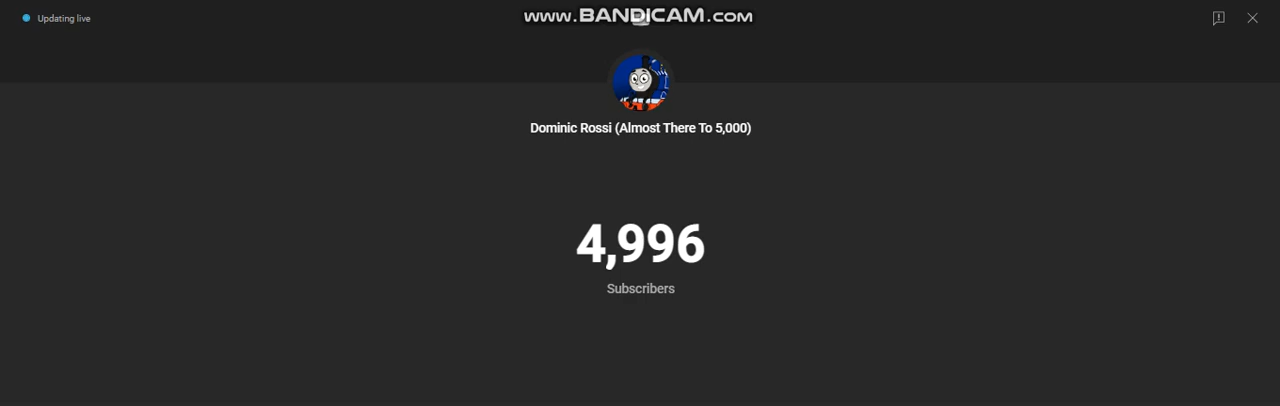 Updating live
www.BANDICAM.com
Dominic Rossi (Almost There To 5,000)
4,996
Subscribers